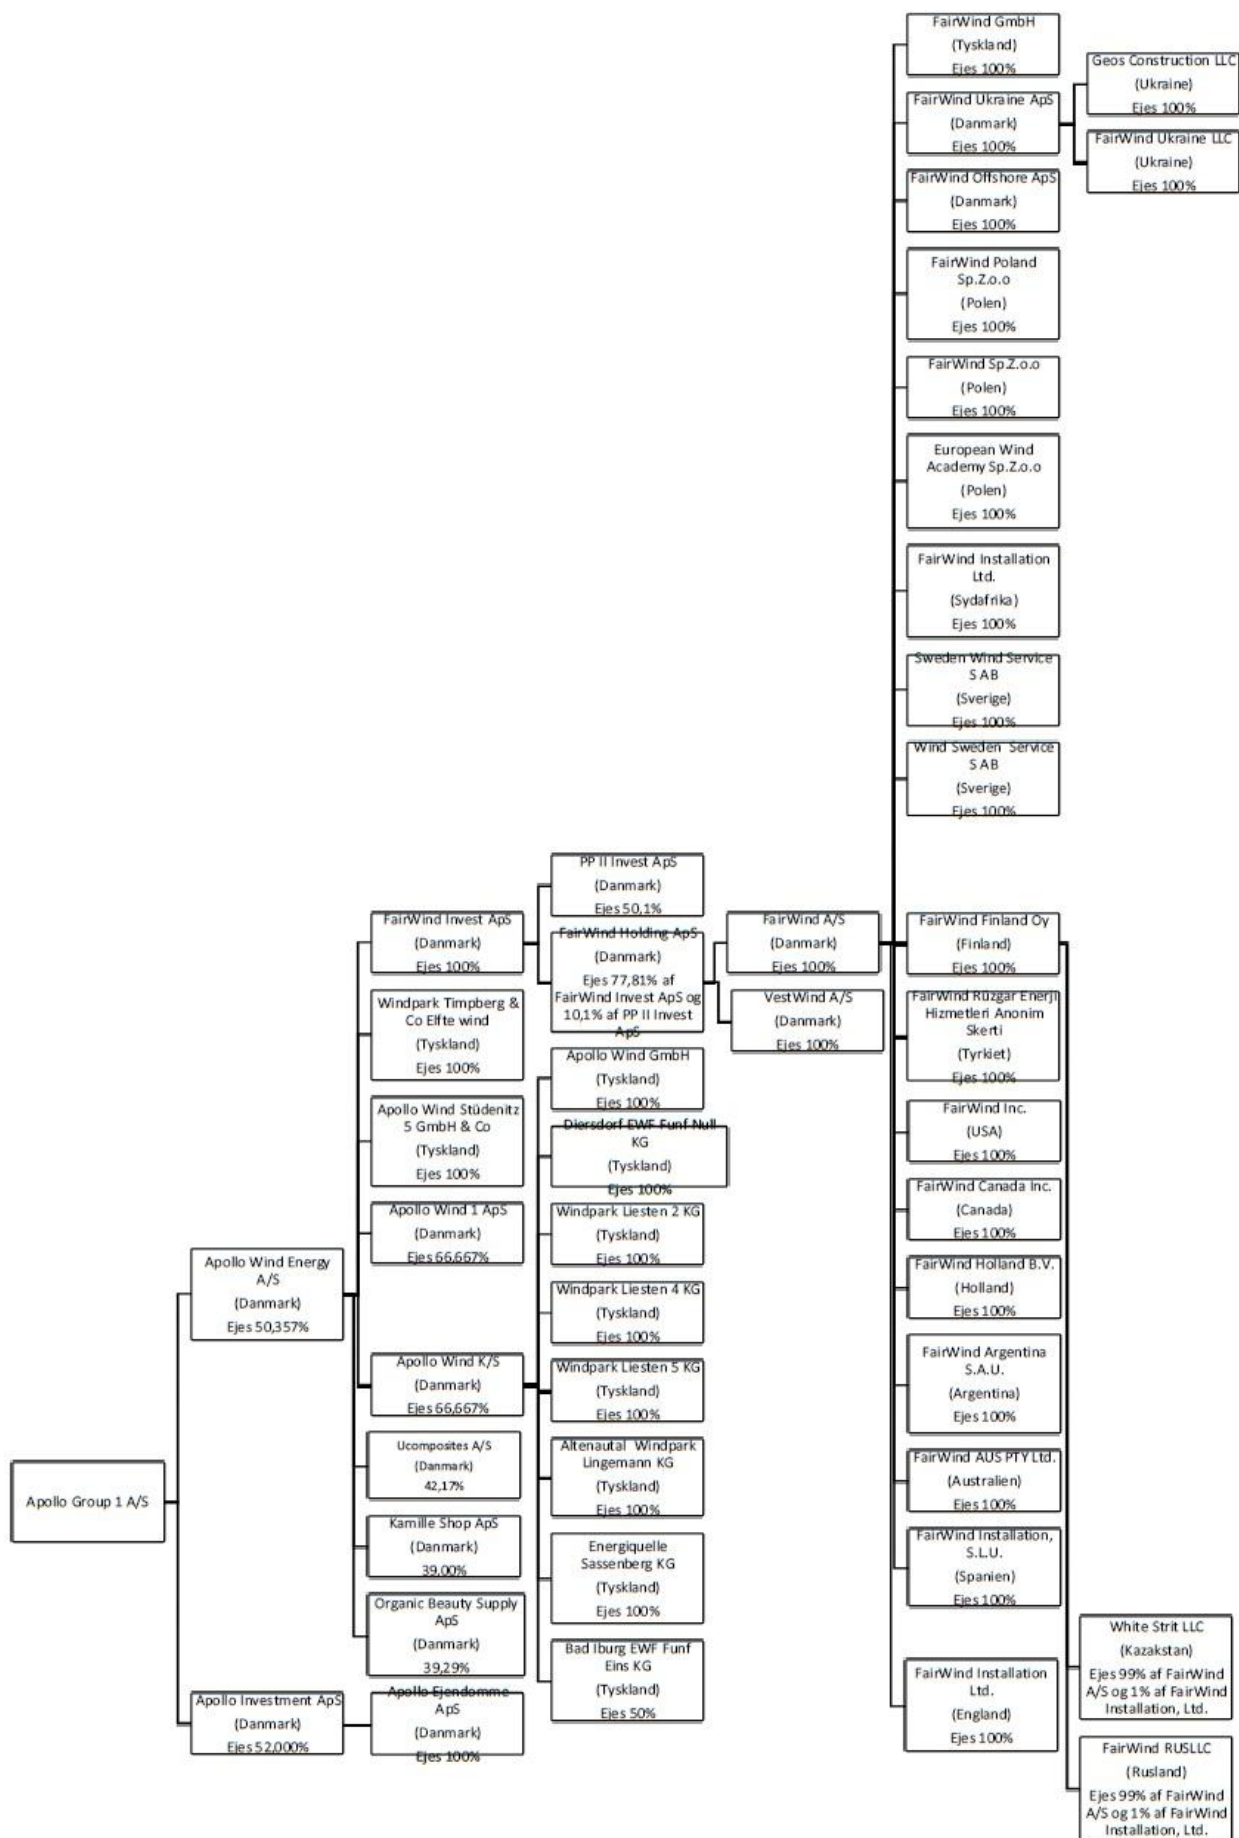 Apollo Group 1 A/S
Apollo Wind Energy
A/S
(Danmark)
Ejes 50,357%
Apollo Investment ApS
(Danmark)
Ejes 52,000%
FairWind Invest ApS
(Danmark)
Ejes 100%
Windpark Timpberg &
Co Elfte wind
(Tyskland)
Ejes 100%
Apollo Wind Stüdenitz
5 GmbH & Co
(Tyskland)
Ejes 100%
Apollo Wind 1 ApS
(Danmark)
Ejes 66,667%
Apollo Wind K/S
(Danmark)
Ejes 66,667%
Ucomposites A/S
(Danmark)
42,17%
Kamille Shop ApS
(Danmark)
39,00%
Organic Beauty Supply
ApS
(Danmark)
39,29%
Apollo Ejendomme
ApS
(Danmark)
Ejes 100%
PP II Invest ApS
(Danmark)
Ejes 50,1%
FairWind Holding ApS
(Danmark)
Ejes 77,81% af
FairWind Invest ApS og
10,1% af PP II Invest
ApS
Apollo Wind GmbH
(Tyskland)
Ejes 100%
Diersdorf EWF Funf Null
KG
(Tyskland)
Ejes 100%
Windpark Liesten 2 KG
(Tyskland)
Ejes 100%
Windpark Liesten 4 KG
(Tyskland)
Ejes 100%
Windpark Liesten 5 KG
(Tyskland)
Ejes 100%
Altenautal Windpark
Lingemann KG
(Tyskland)
Ejes 100%
Energiquelle
Sassenberg KG
(Tyskland)
Ejes 100%
Bad Iburg EWF Funf
Eins KG
(Tyskland)
Ejes 50%
FairWind A/S
(Danmark)
Ejes 100%
VestWind A/S
(Danmark)
Ejes 100%
FairWind GmbH
(Tyskland)
Ejes 100%
FairWind Ukraine ApS
(Danmark)
Ejes 100%
FairWind Offshore ApS
(Danmark)
Ejes 100%
FairWind Poland
Sp.Z.o.o
(Polen)
Ejes 100%
FairWind Sp.Z.o.o
(Polen)
Ejes 100%
European Wind
Academy Sp.Z.o.o
(Polen)
Ejes 100%
FairWind Installation
Ltd.
(Sydafrika)
Ejes 100%
Sweden Wind Service
S AB
(Sverige)
Ejes 100%
Wind Sweden Service
S AB
(Sverige)
Ejes 100%
FairWind Finland Oy
(Finland)
Ejes 100%
FairWind Rüzgar Enerji
Hizmetleri Anonim
Skerti
(Tyrkiet)
Ejes 100%
FairWind Inc.
(USA)
Ejes 100%
FairWind Canada Inc.
(Canada)
Ejes 100%
FairWind Holland B.V.
(Holland)
Ejes 100%
FairWind Argentina
S.A.U.
(Argentina)
Ejes 100%
FairWind AUS PTY Ltd.
(Australien)
Ejes 100%
FairWind Installation,
S.L.U.
(Spanien)
Ejes 100%
FairWind Installation
Ltd.
(England)
Ejes 100%
Geos Construction LLC
(Ukraine)
Ejes 100%
FairWind Ukraine LLC
(Ukraine)
Ejes 100%
White Strit LLC
(Kazakstan)
Ejes 99% af FairWind
A/S og 1% af FairWind
Installation, Ltd.
FairWind RUSLLC
(Rusland)
Ejes 99% af FairWind
A/S og 1% af FairWind
Installation, Ltd.